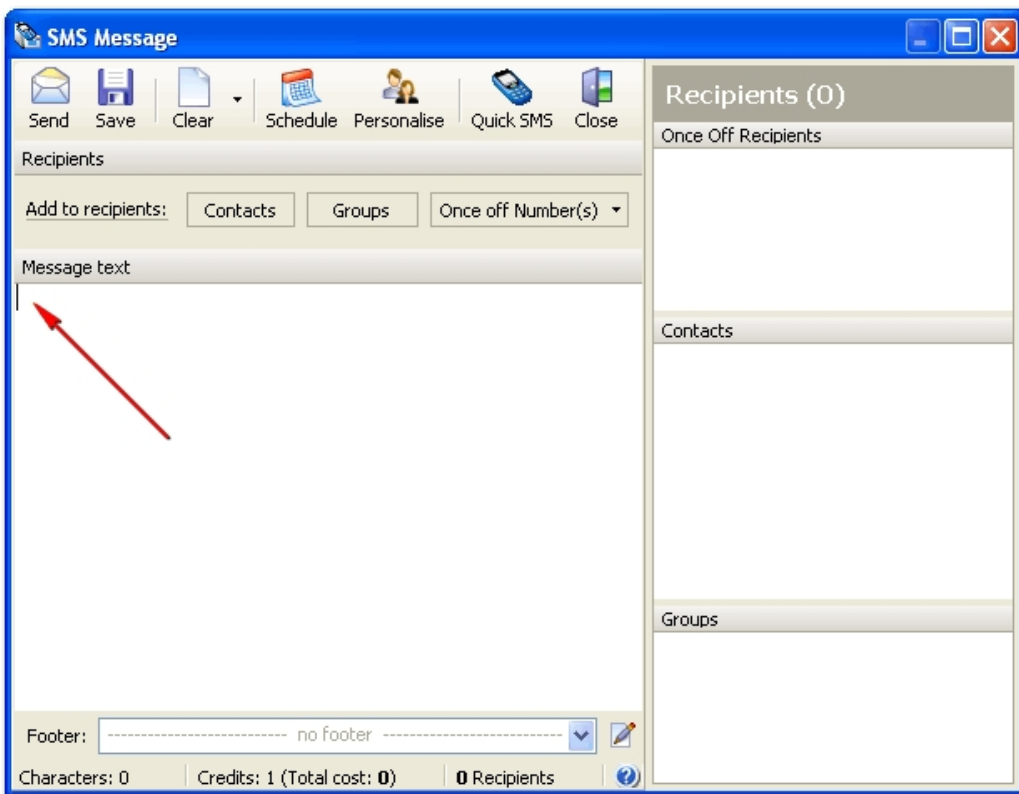 SMS Message
Send Save Clear Schedule Personalise Quick SMS Close
Recipients
Add to recipients: Contacts Groups Once off Number(s)
Message text
Footer: --------------------------- no footer ---------------------------
Characters: 0 Credits: 1 (Total cost: 0) 0 Recipients
Recipients (0)
Once Off Recipients
Contacts
Groups